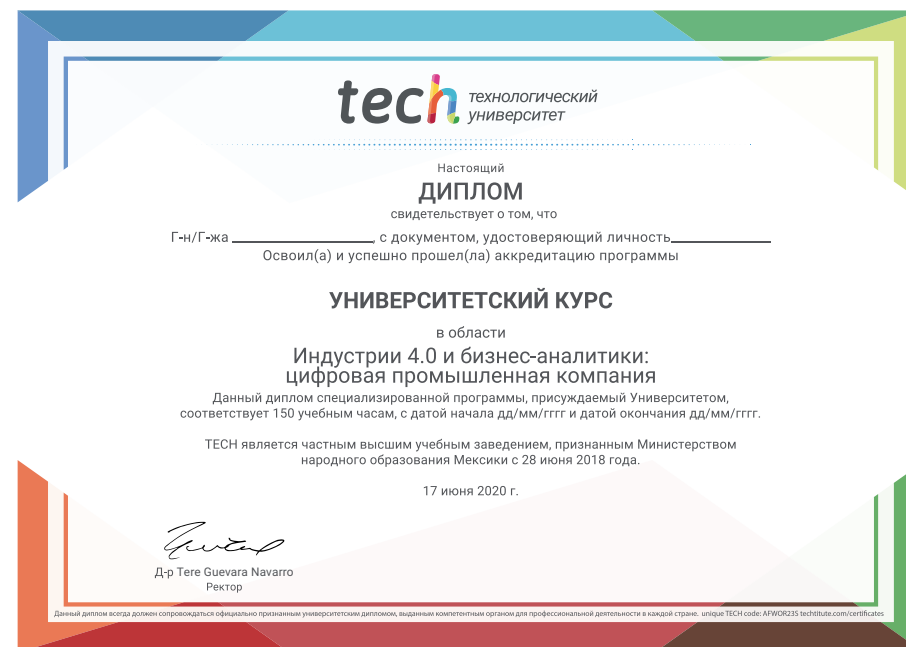 tech технологический
университет
Настоящий
ДИПЛОМ
свидетельствует о том, что
Г-н/Г-жа ____________________, с документом, удостоверяющий личность______________
Освоил(а) и успешно прошел(ла) аккредитацию программы
УНИВЕРСИТЕТСКИЙ КУРС
в области
Индустрии 4.0 и бизнес-аналитики:
цифровая промышленная компания
Данный диплом специализированной программы, присуждаемый Университетом,
соответствует 150 учебным часам, с датой начала дд/мм/гггг и датой окончания дд/мм/гггг.
TECH является частным высшим учебным заведением, признанным Министерством
народного образования Мексики с 28 июня 2018 года.
17 июня 2020 г.
Д-р Tere Guevara Navarro
Ректор
Данный диплом всегда должен сопровождаться официально признанным университетским дипломом, выданным компетентным органом для профессиональной деятельности в каждой стране. unique TECH code: AFWOR23S techtitute.com/certificates